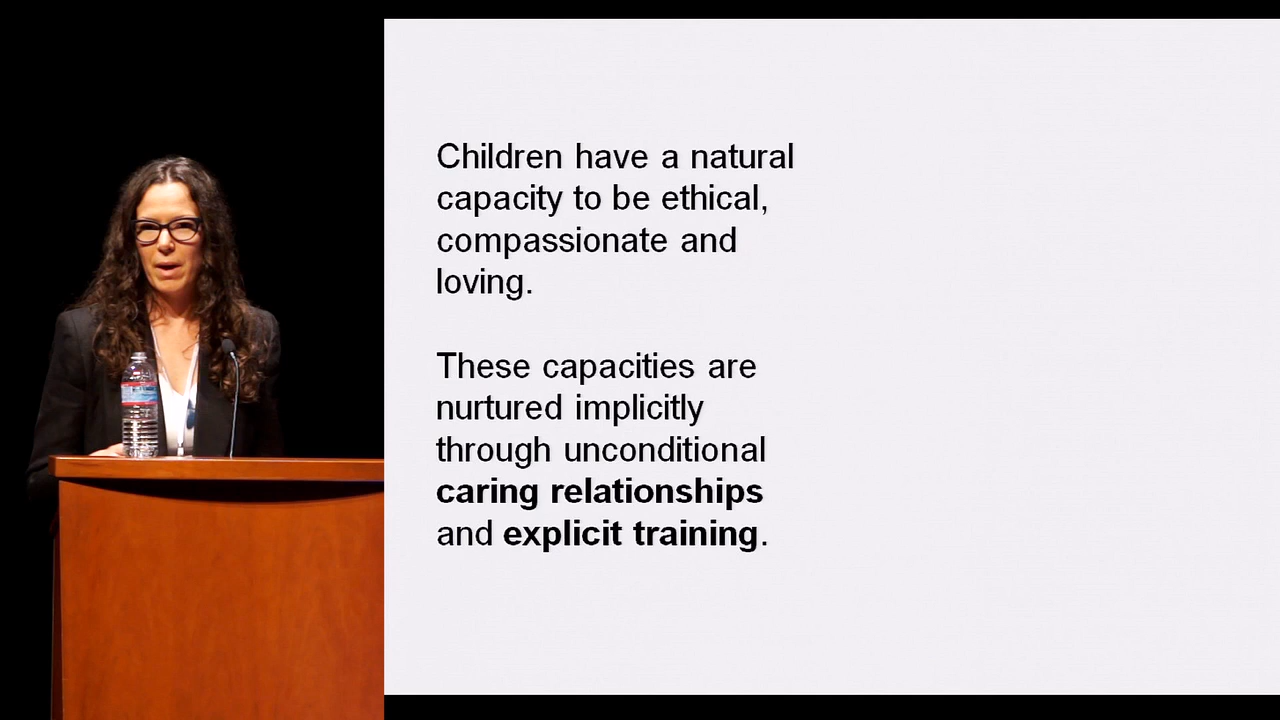 Children have a natural
capacity to be ethical,
compassionate and
loving.
These capacities are
nurtured implicitly
through unconditional
caring relationships
and explicit training.